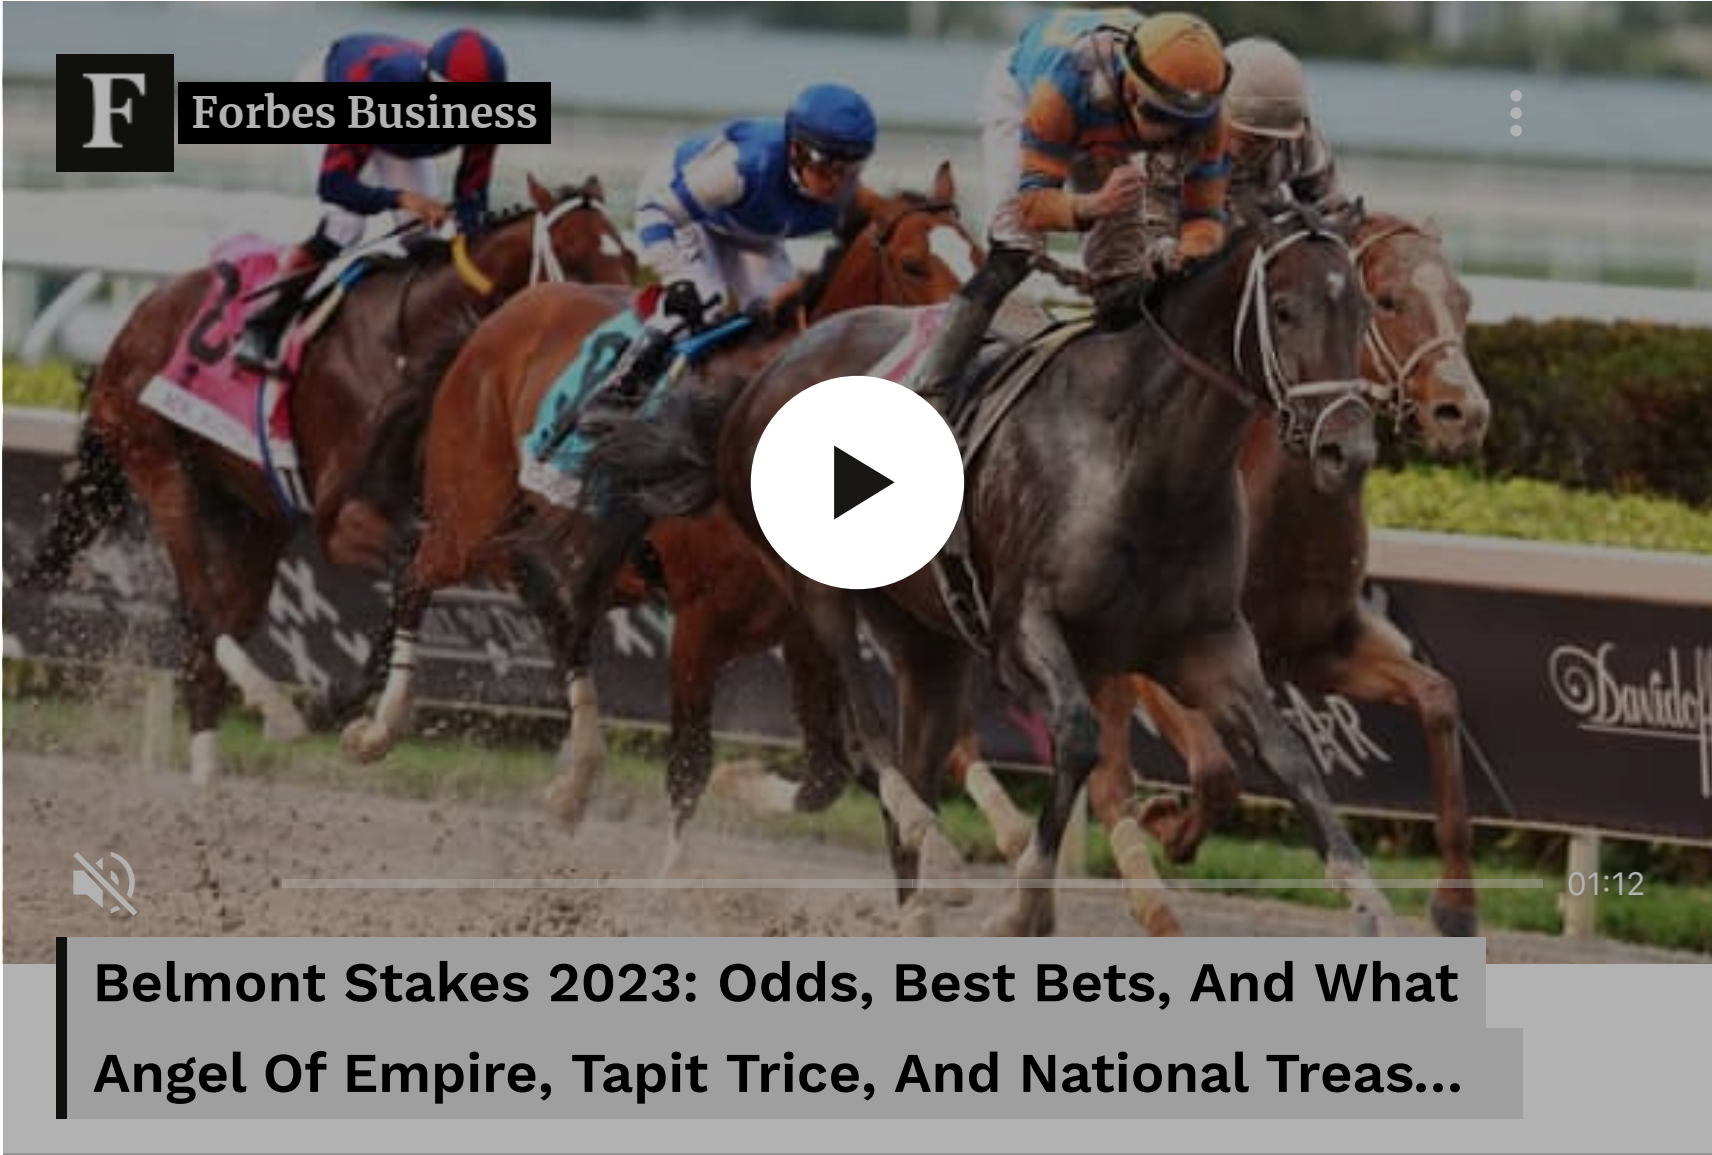 F
Forbes Business
01:12
Belmont Stakes 2023: Odds, Best Bets, And What
Angel Of Empire, Tapit Trice, And National Treas...